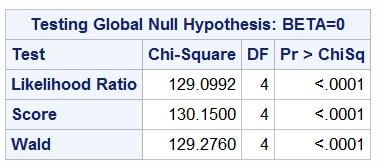 Testing Global Null Hypothesis: BETA=0
Test Chi-Square DF Pr > ChiSq
Likelihood Ratio 129.0992 4 <.0001
Score 130.1500 4 <.0001
Wald 129.2760 4 <.0001